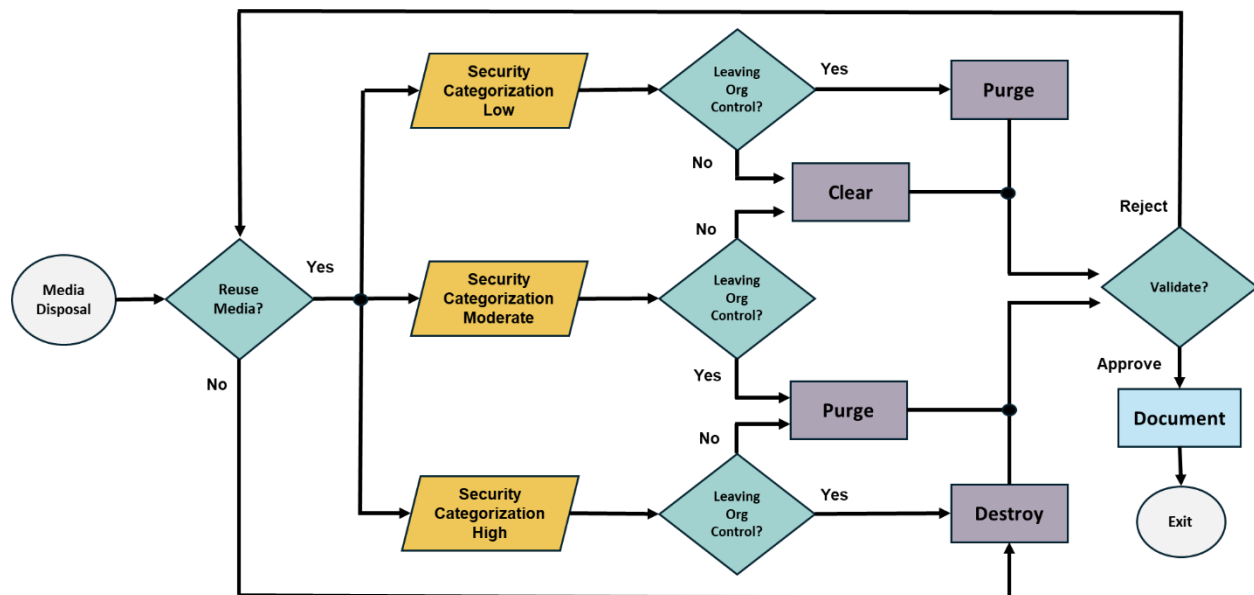 Media
Disposal
Reuse
Media?
Yes
No
Security
Categorization
Low
Leaving
Org
Control?
Yes
No
Purge
Clear
Security
Categorization
Moderate
Leaving
Org
Control?
No
Yes
Purge
Security
Categorization
High
Leaving
Org
Control?
No
Yes
Destroy
Reject
Validate?
Approve
Document
Exit